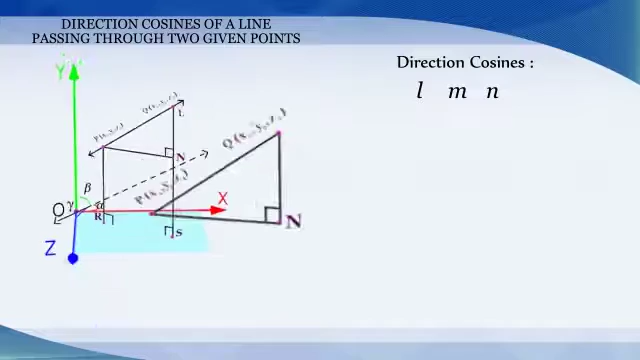 DIRECTION COSINES OF A LINE
PASSING THROUGH TWO GIVEN POINTS
Direction Cosines :
l m n
Y
L
N
β
γ
α
O
R
X
S
N
Z